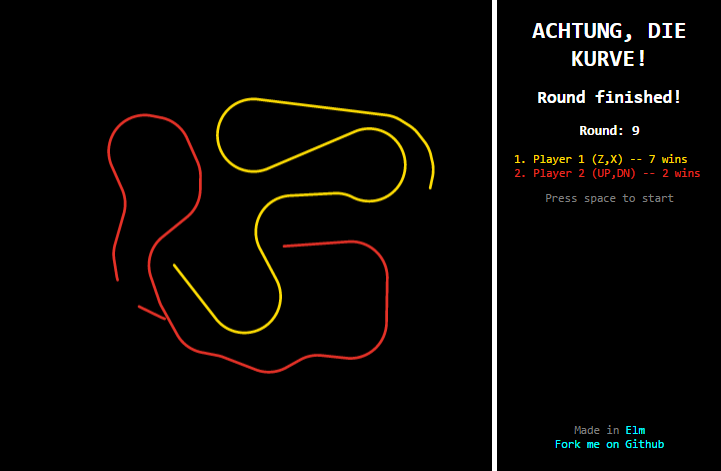 ACHTUNG, DIE
KURVE!
Round finished!
Round: 9
1. Player 1 (Z,X) -- 7 wins
2. Player 2 (UP,DN) -- 2 wins
Press space to start
Made in Elm
Fork me on Github